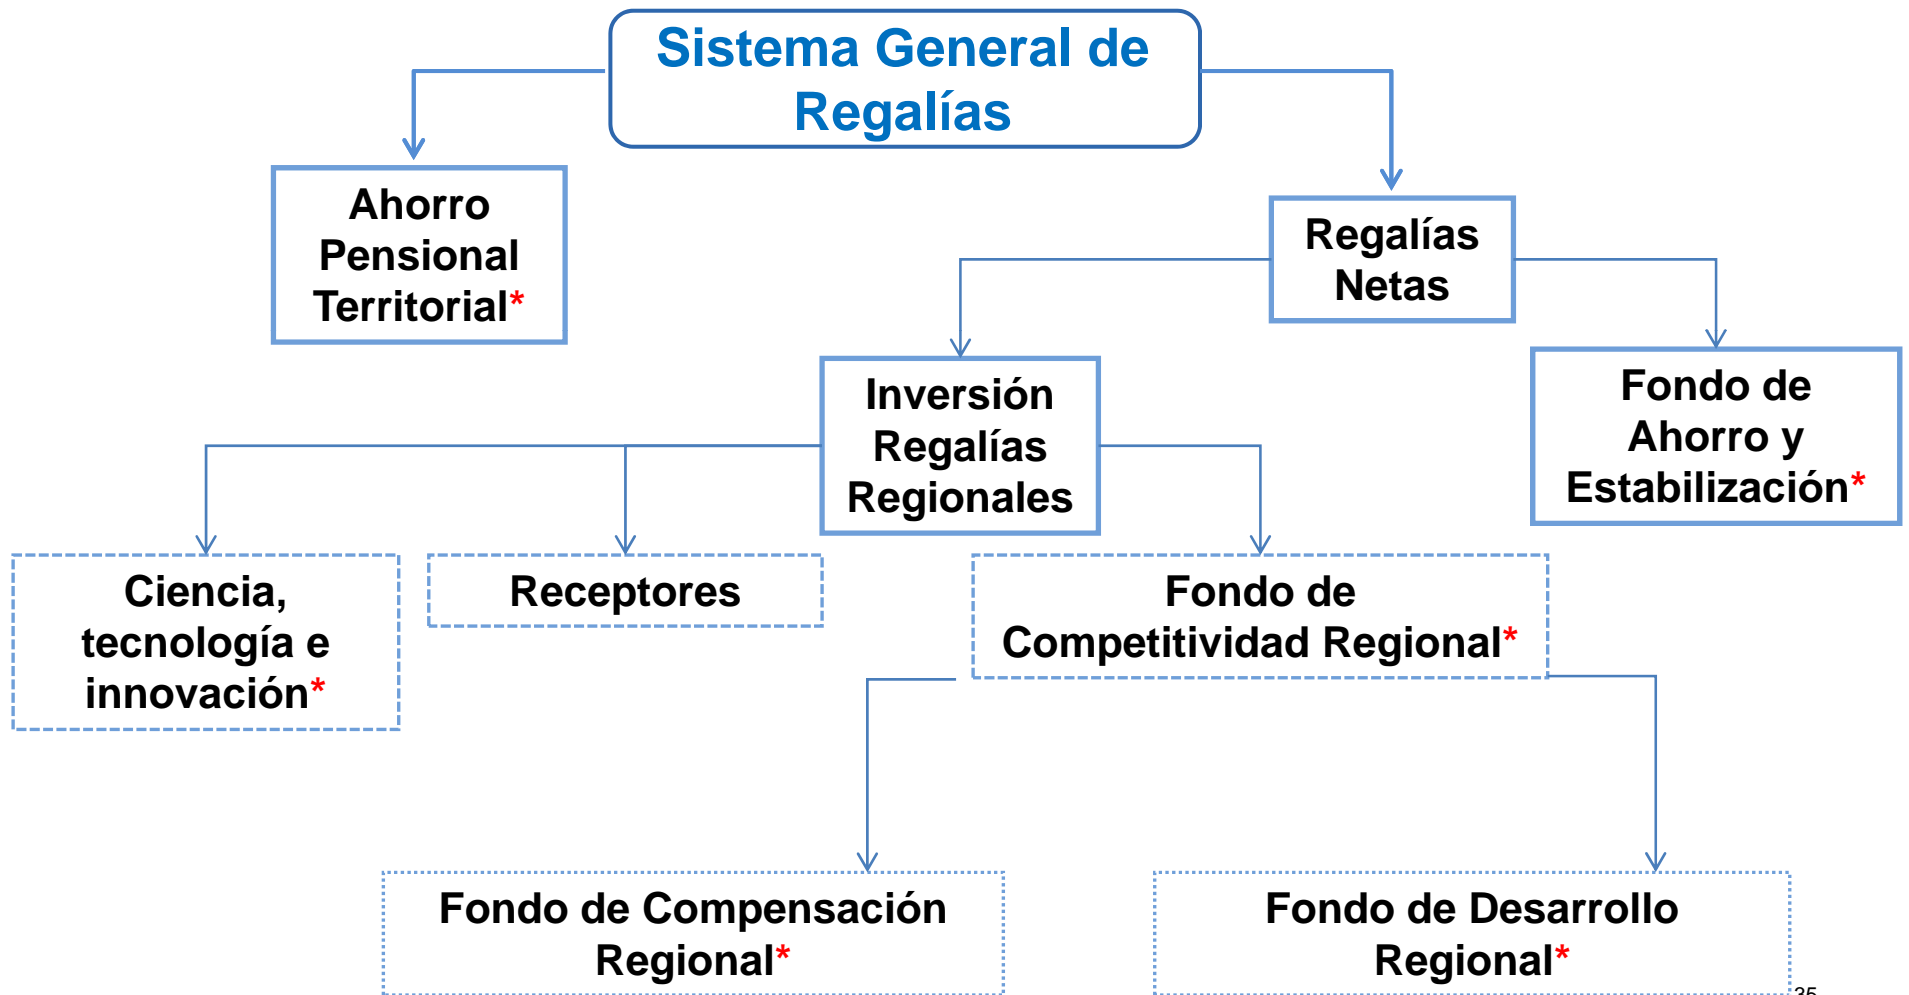 Sistema General de
Regalías
Ahorro
Pensional
Territorial*
Regalías
Netas
Inversión
Regalías
Regionales
Fondo de
Ahorro y
Estabilización*
Ciencia,
tecnología e
innovación*
Receptores
Fondo de
Competitividad Regional*
Fondo de Compensación
Regional*
Fondo de Desarrollo
Regional*
35